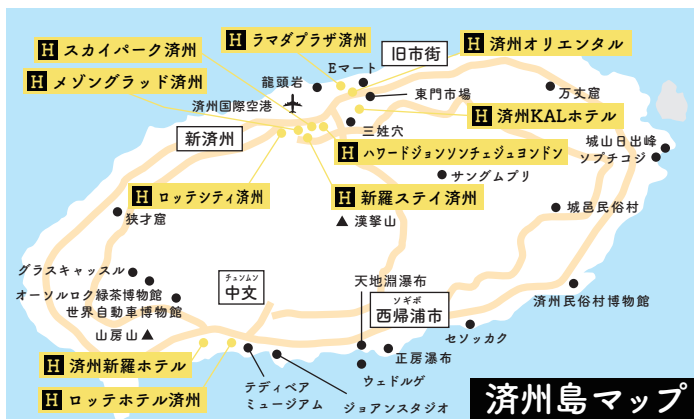 H スカイパーク済州
H ラマダプラザ済州
旧市街
H 済州オリエンタル
H メゾングラッド済州
龍頭岩
Eマート
済州国際空港
東門市場
万丈窟
新済州
H 済州KALホテル
三姓穴
H ハワードジョンソンチェジュヨンドン
城山日出峰
ソプチコジ
サングムブリ
H ロッテシティ済州
H 新羅ステイ済州
狭才窟
漢拏山
城邑民俗村
グラスキャッスル
オーソルロク緑茶博物館
世界自動車博物館
山房山
チュンムン
中文
天地淵瀑布
ソギポ
西帰浦市
済州民俗村博物館
セソッカク
正房瀑布
ウェドルゲ
H 済州新羅ホテル
H ロッテホテル済州
テディベア
ミュージアム
ジョアンスタジオ
済州島マップ